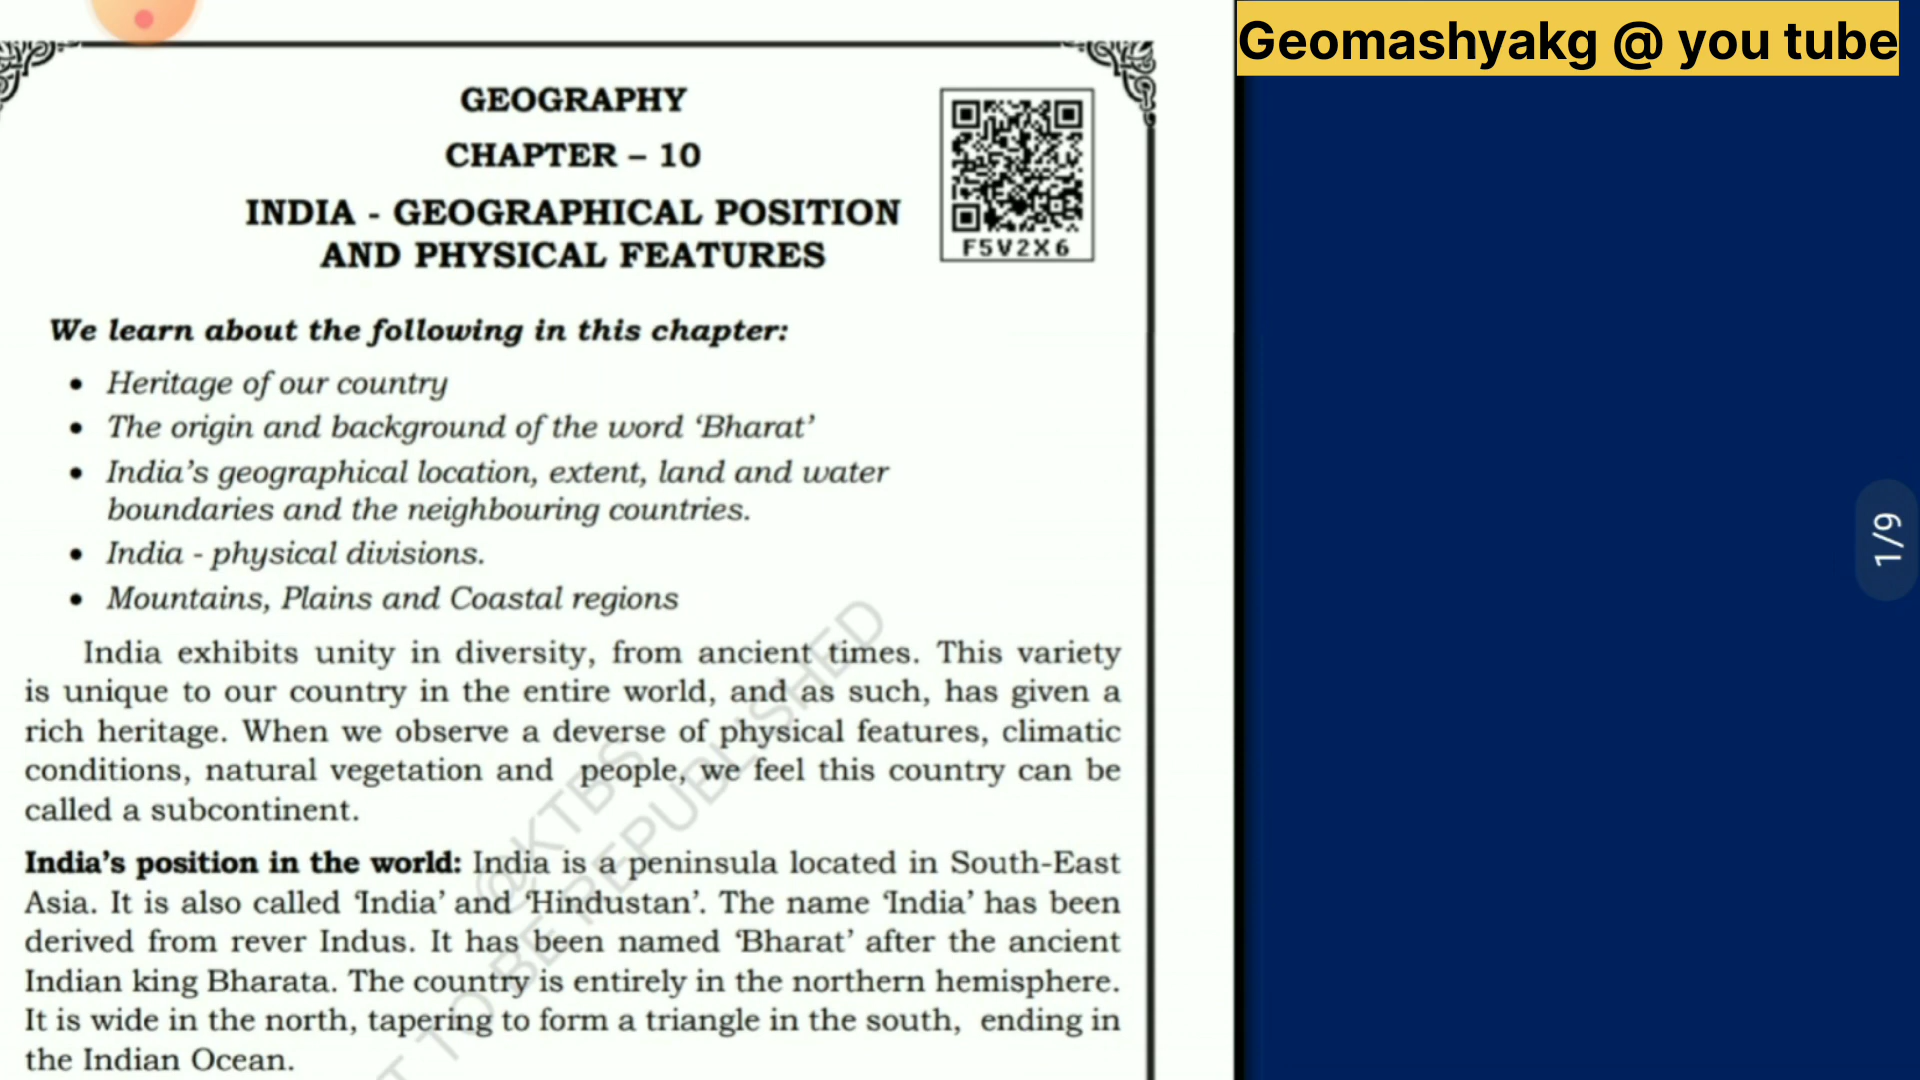 Geomashyakg @ you tube
GEOGRAPHY
CHAPTER – 10
INDIA - GEOGRAPHICAL POSITION
AND PHYSICAL FEATURES
F5V2X6
We learn about the following in this chapter:
• Heritage of our country
• The origin and background of the word ‘Bharat’
• India’s geographical location, extent, land and water
boundaries and the neighbouring countries.
• India - physical divisions.
• Mountains, Plains and Coastal regions
India exhibits unity in diversity, from ancient times. This variety
is unique to our country in the entire world, and as such, has given a
rich heritage. When we observe a deverse of physical features, climatic
conditions, natural vegetation and people, we feel this country can be
called a subcontinent.
India’s position in the world: India is a peninsula located in South-East
Asia. It is also called ‘India’ and ‘Hindustan’. The name ‘India’ has been
derived from rever Indus. It has been named ‘Bharat’ after the ancient
Indian king Bharata. The country is entirely in the northern hemisphere.
It is wide in the north, tapering to form a triangle in the south, ending in
the Indian Ocean.
@KTBS
T TO BE REPUBLISHED
1/9